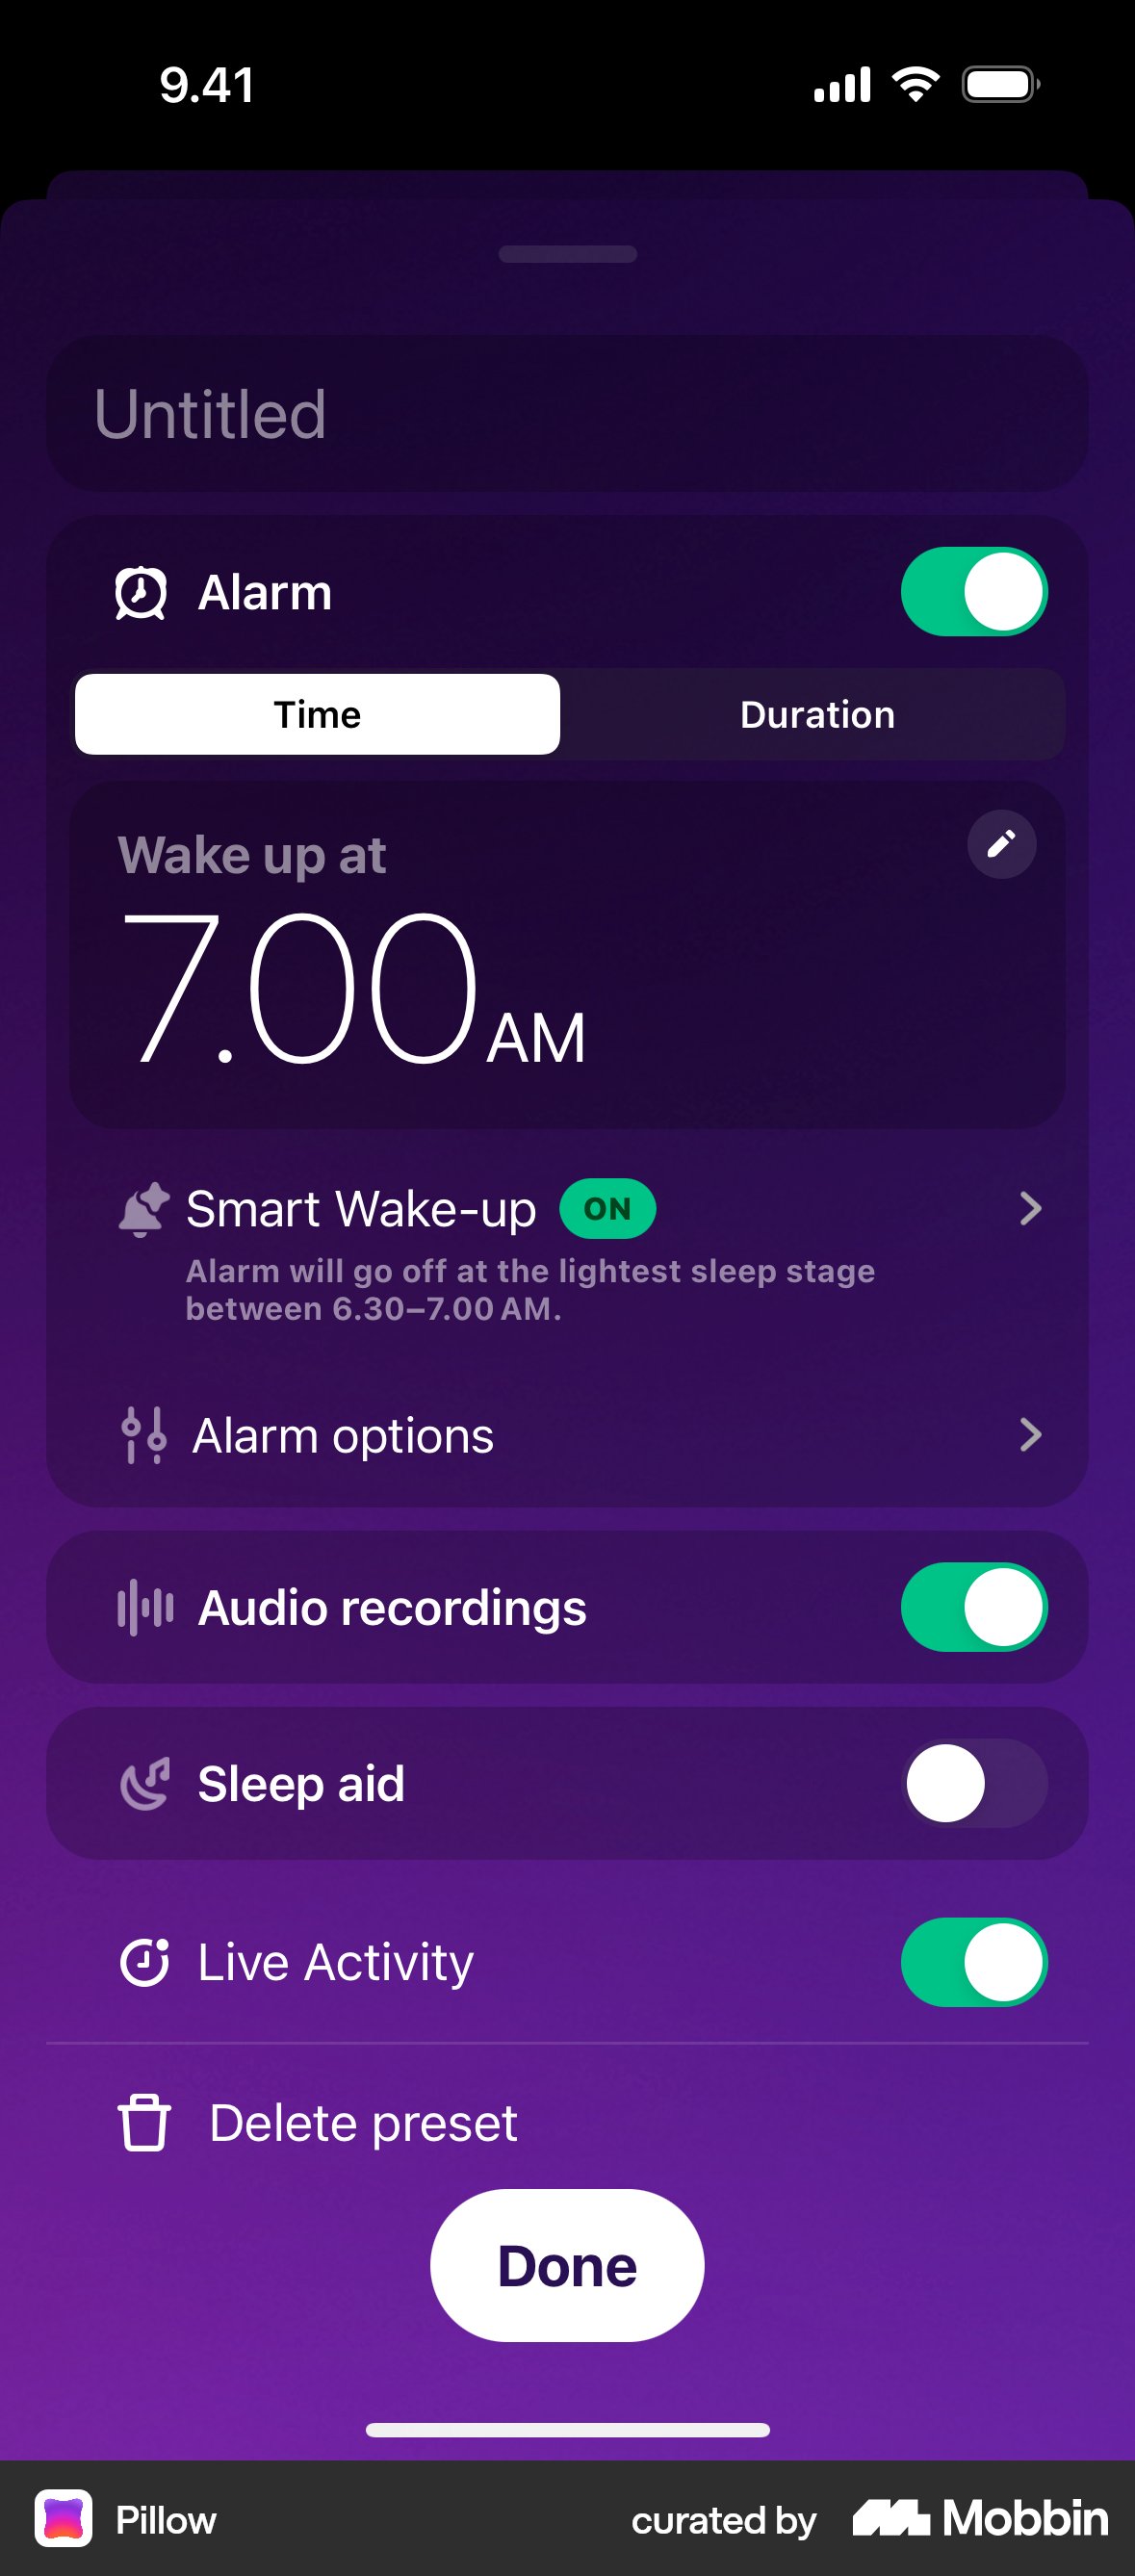 9.41
Untitled
Alarm
Time
Duration
Wake up at
7.00 AM
Smart Wake-up ON
Alarm will go off at the lightest sleep stage
between 6.30–7.00 AM.
Alarm options
Audio recordings
Sleep aid
Live Activity
Delete preset
Done
Pillow
curated by Mobbin